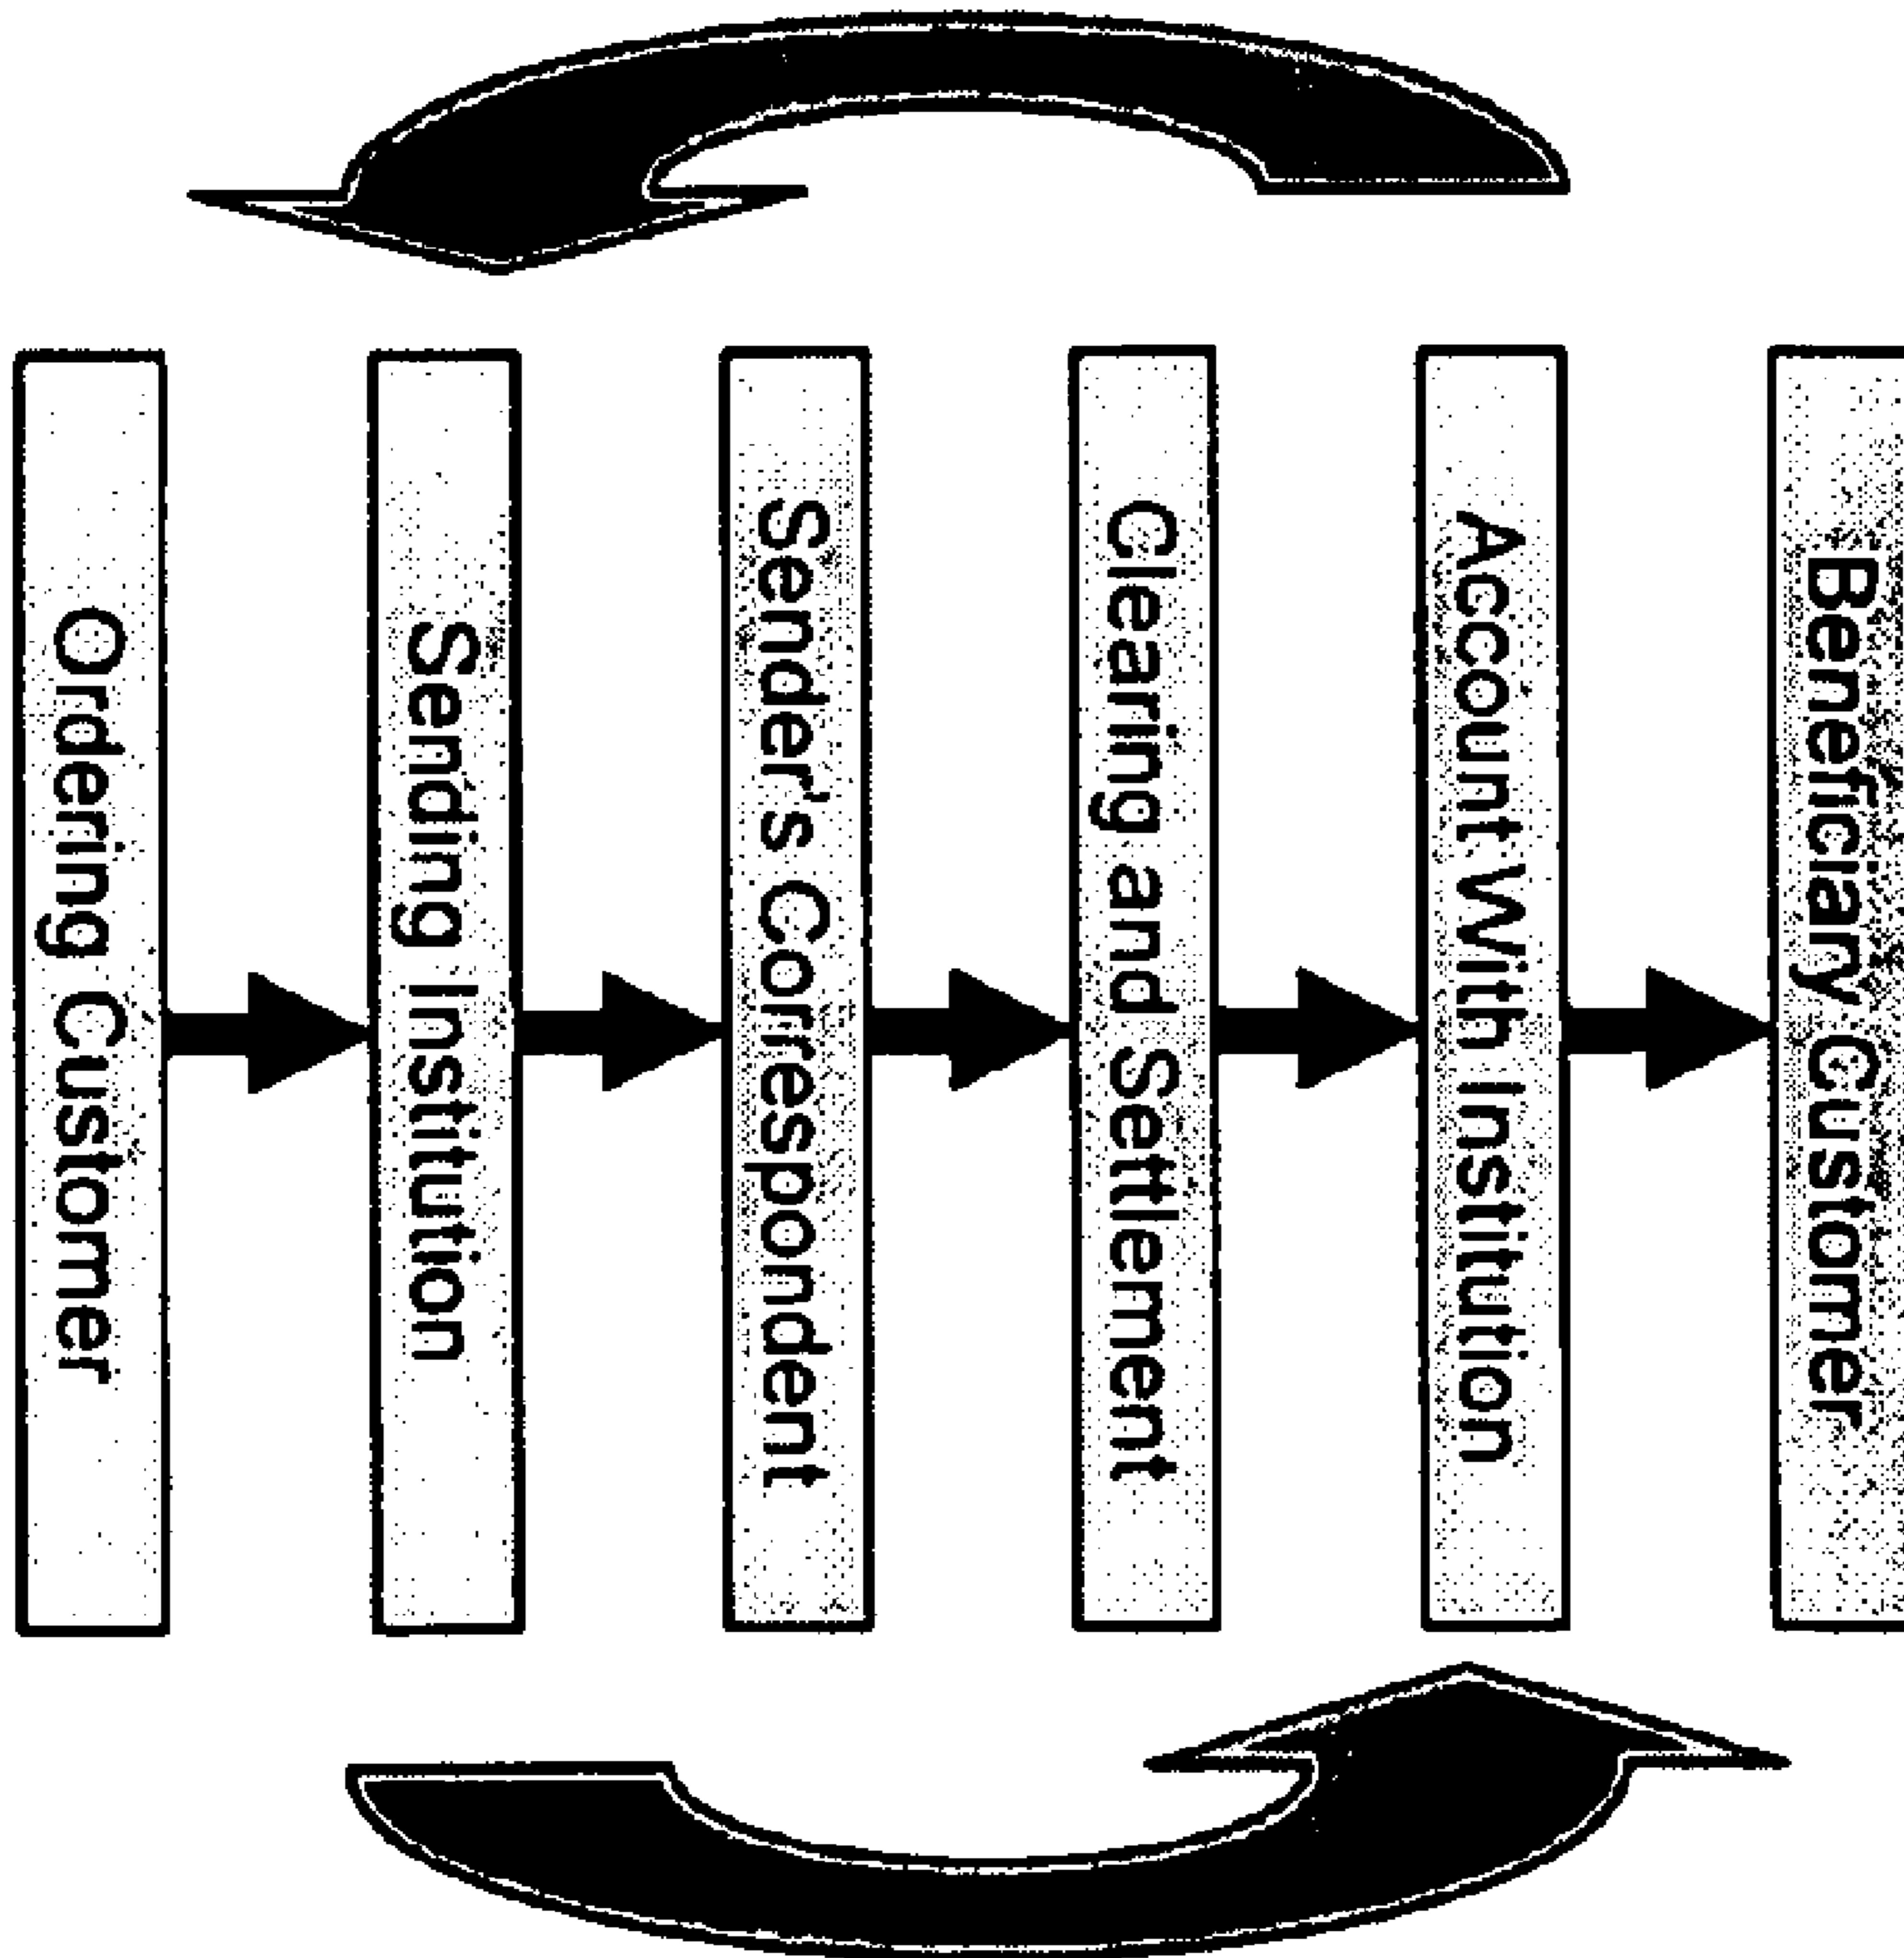 Ordering Customer
Sending Institution
Sender's Correspondent
Clearing and Settlement
Account With Institution
Beneficiary Customer